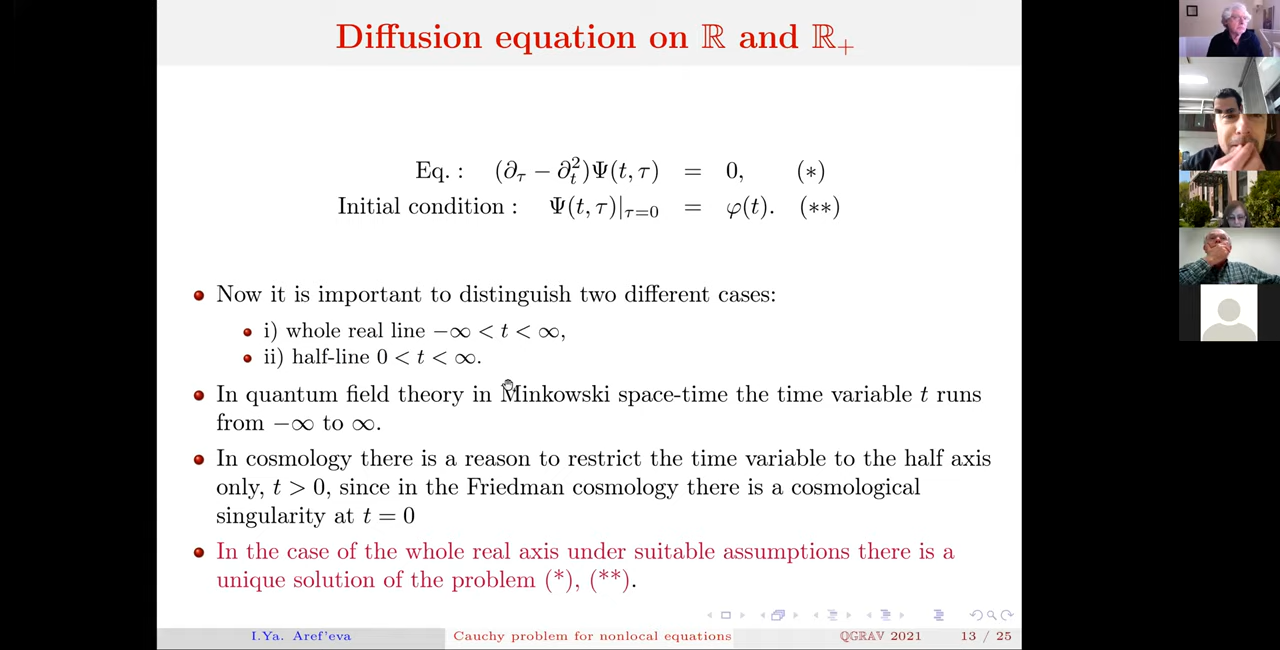 Diffusion equation on ℝ and ℝ₊
Eq. : (∂_τ − ∂_t²)Ψ(t, τ) = 0, (∗)
Initial condition : Ψ(t, τ)|_{τ=0} = φ(t). (∗∗)
Now it is important to distinguish two different cases:
i) whole real line −∞ < t < ∞,
ii) half-line 0 < t < ∞.
In quantum field theory in Minkowski space-time the time variable t runs
from −∞ to ∞.
In cosmology there is a reason to restrict the time variable to the half axis
only, t > 0, since in the Friedman cosmology there is a cosmological
singularity at t = 0
In the case of the whole real axis under suitable assumptions there is a
unique solution of the problem (*), (**).
I.Ya. Aref'eva Cauchy problem for nonlocal equations QGRAV 2021 13 / 25